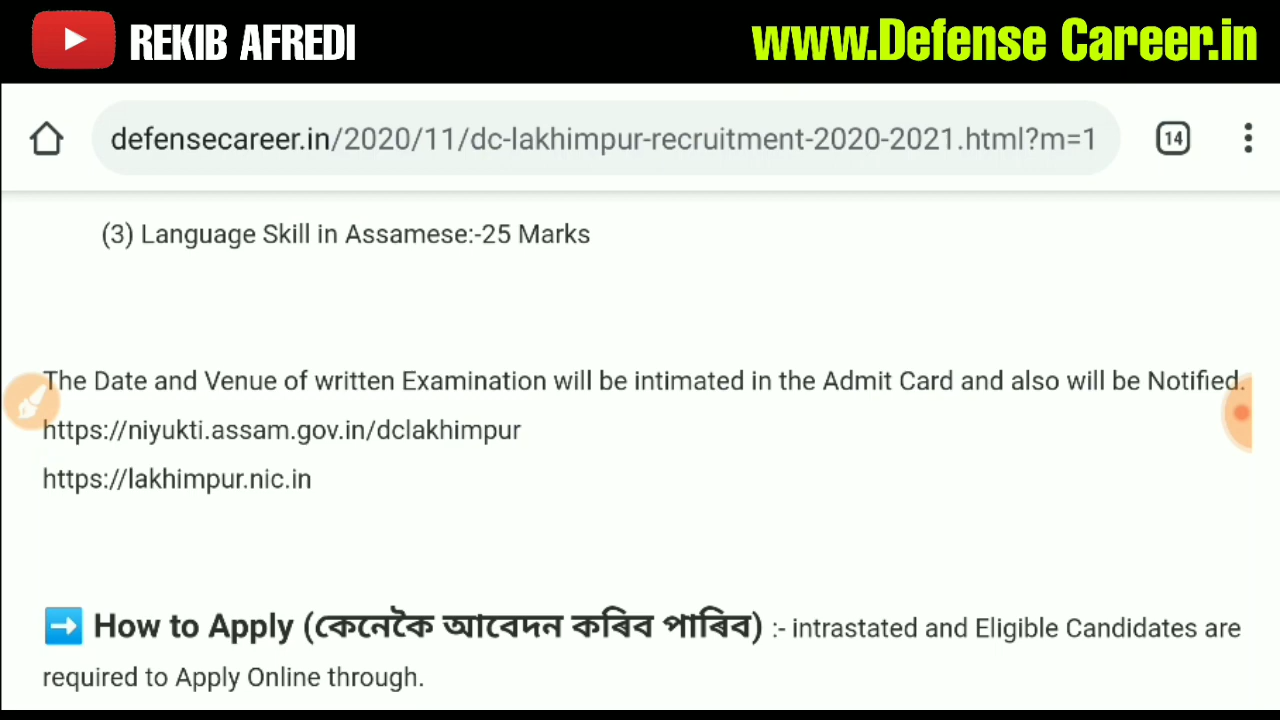 REKIB AFREDI
www.Defense Career.in
defensecareer.in/2020/11/dc-lakhimpur-recruitment-2020-2021.html?m=1
14
(3) Language Skill in Assamese:-25 Marks
The Date and Venue of written Examination will be intimated in the Admit Card and also will be Notified.
https://niyukti.assam.gov.in/dclakhimpur
https://lakhimpur.nic.in
➡ How to Apply (কেনেকৈ আবেদন কৰিব পাৰিব) :- intrastated and Eligible Candidates are
required to Apply Online through.